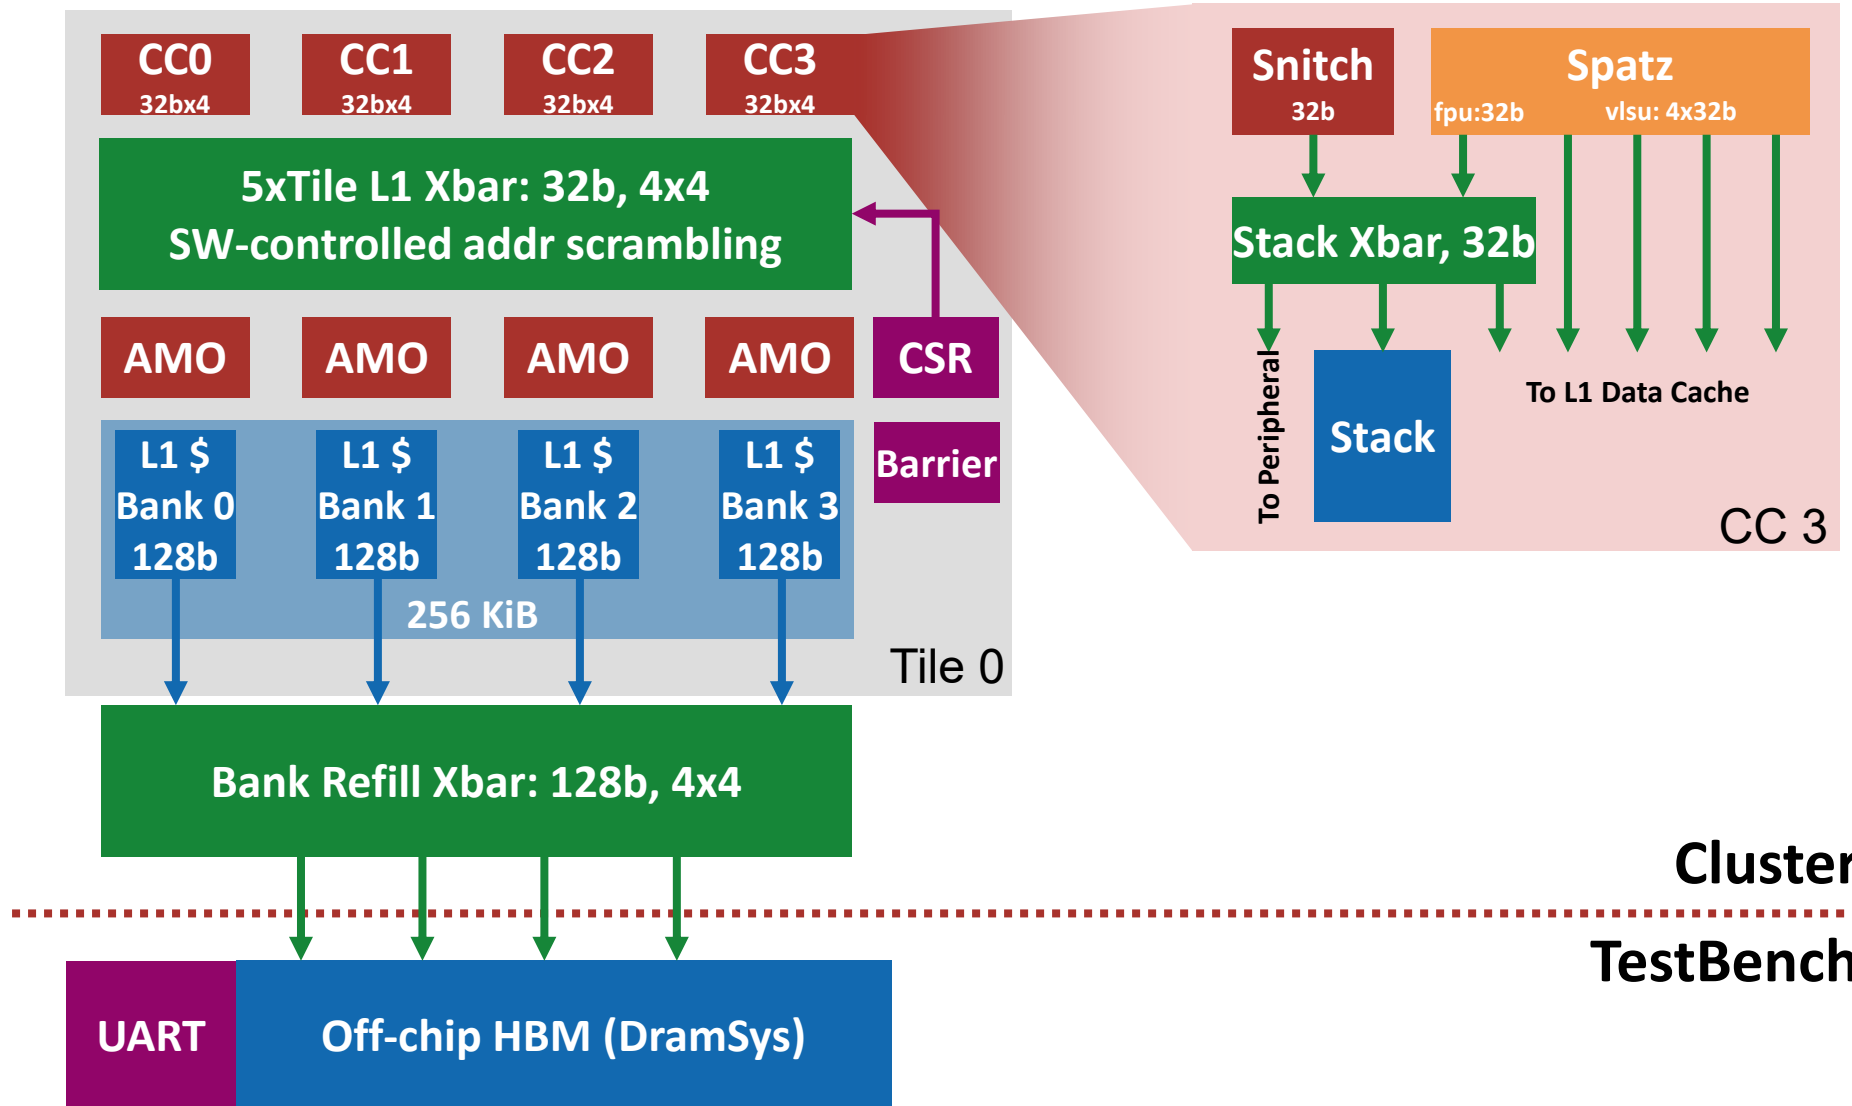 CC0
32bx4
CC1
32bx4
CC2
32bx4
CC3
32bx4
5xTile L1 Xbar: 32b, 4x4
SW-controlled addr scrambling
AMO
AMO
AMO
AMO
CSR
L1 $
Bank 0
128b
L1 $
Bank 1
128b
L1 $
Bank 2
128b
L1 $
Bank 3
128b
Barrier
256 KiB
Tile 0
Snitch
32b
Spatz
fpu:32b
vlsu: 4x32b
Stack Xbar, 32b
To Peripheral
Stack
To L1 Data Cache
CC 3
Bank Refill Xbar: 128b, 4x4
Cluster
TestBench
UART
Off-chip HBM (DramSys)